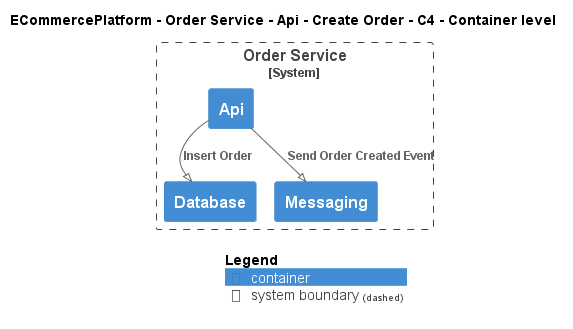 ECommercePlatform - Order Service - Api - Create Order - C4 - Container level
Order Service
[System]
Api
Insert Order
Send Order Created Event
Database
Messaging
Legend
container
system boundary (dashed)